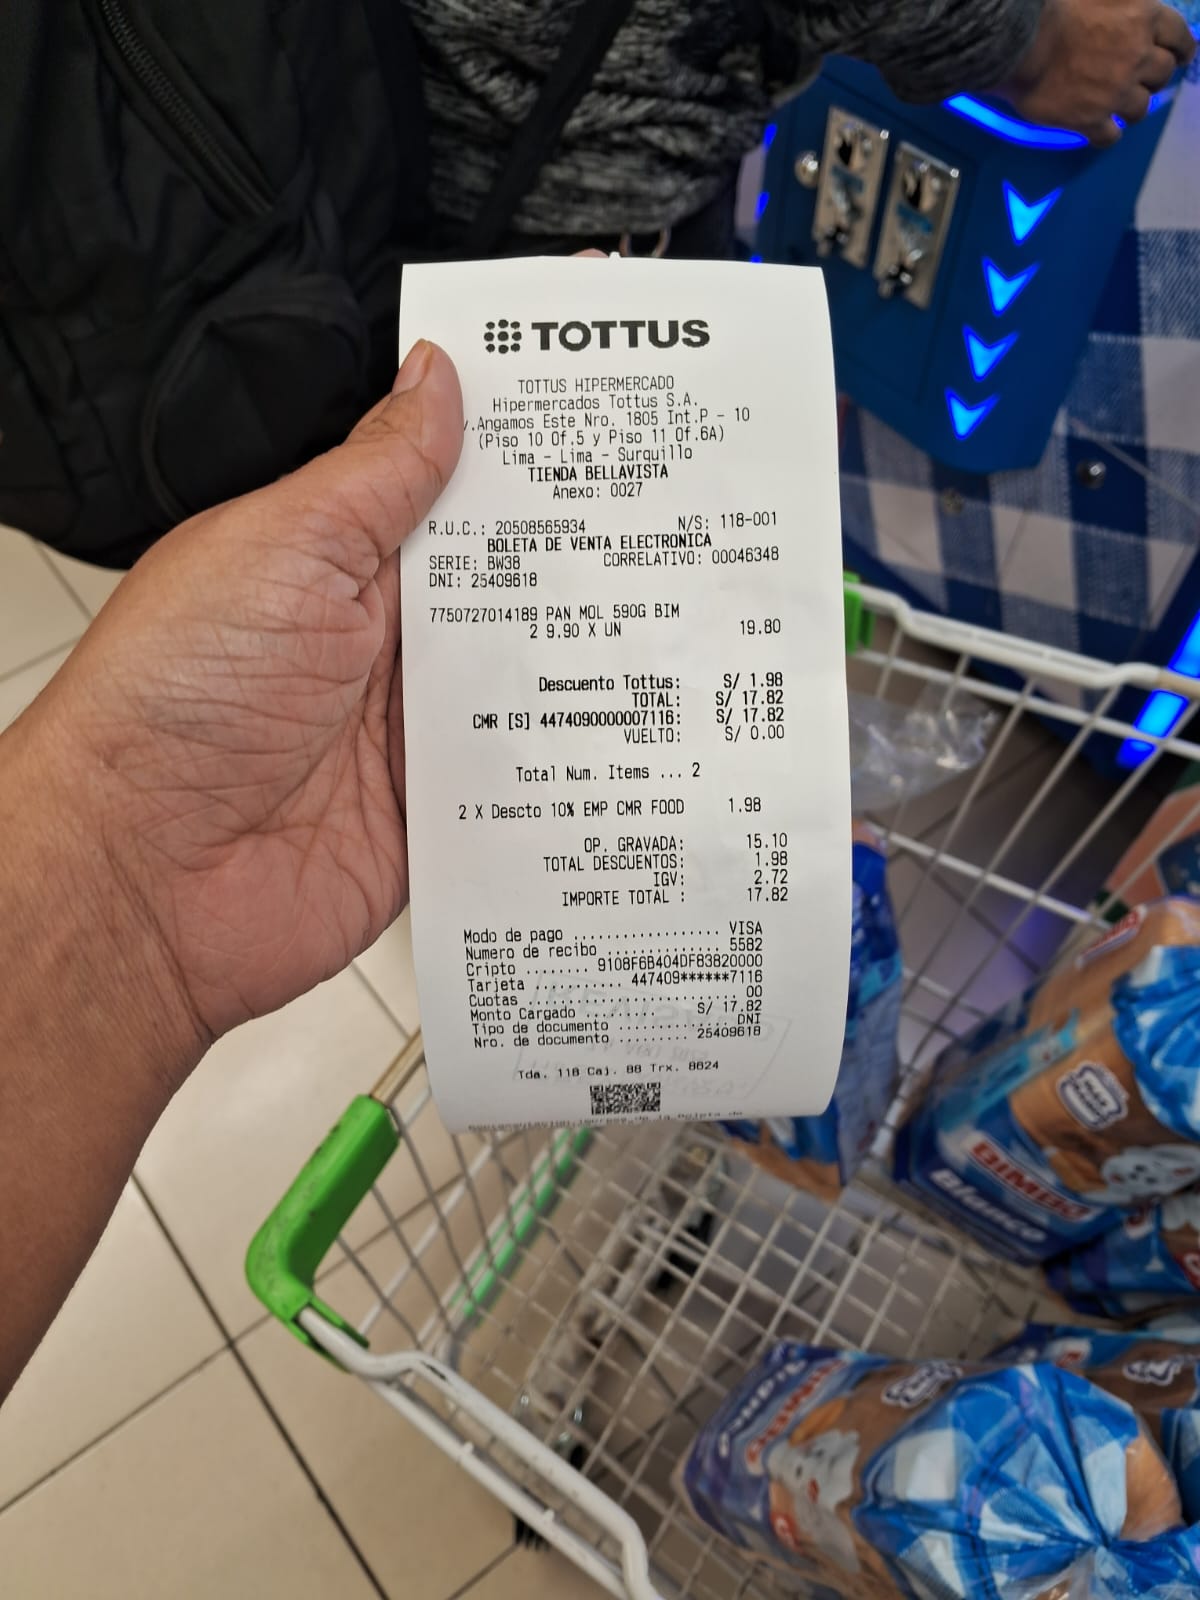 TOTTUS
TOTTUS HIPERMERCADO
Hipermercados Tottus S.A.
.Angamos Este Nro. 1805 Int.P - 10
(Piso 10 Of.5 y Piso 11 Of.6A)
Lima - Lima - Surquillo
TIENDA BELLAVISTA
Anexo: 0027
R.U.C.: 20508565934 N/S: 118-001
BOLETA DE VENTA ELECTRONICA
SERIE: BW38 CORRELATIVO: 00046348
DNI: 25409618
7750727014189 PAN MOL 590G BIM
2 9.90 X UN 19.80
Descuento Tottus: S/ 1.98
TOTAL: S/ 17.82
CMR [S] 4474090000007116: S/ 17.82
VUELTO: S/ 0.00
Total Num. Items ... 2
2 X Descto 10% EMP CMR FOOD 1.98
OP. GRAVADA: 15.10
TOTAL DESCUENTOS: 1.98
IGV: 2.72
IMPORTE TOTAL : 17.82
Modo de pago .................. VISA
Numero de recibo .............. 5582
Cripto ........ 9108F6B404DF83820000
Tarjeta ........... 447409******7116
Cuotas .......................... 00
Monto Cargado ......... S/ 17.82
Tipo de documento .............. DNI
Nro. de documento ......... 25409618
Tda. 118 Caj. 88 Trx. 8624
BIMBO
Blanco